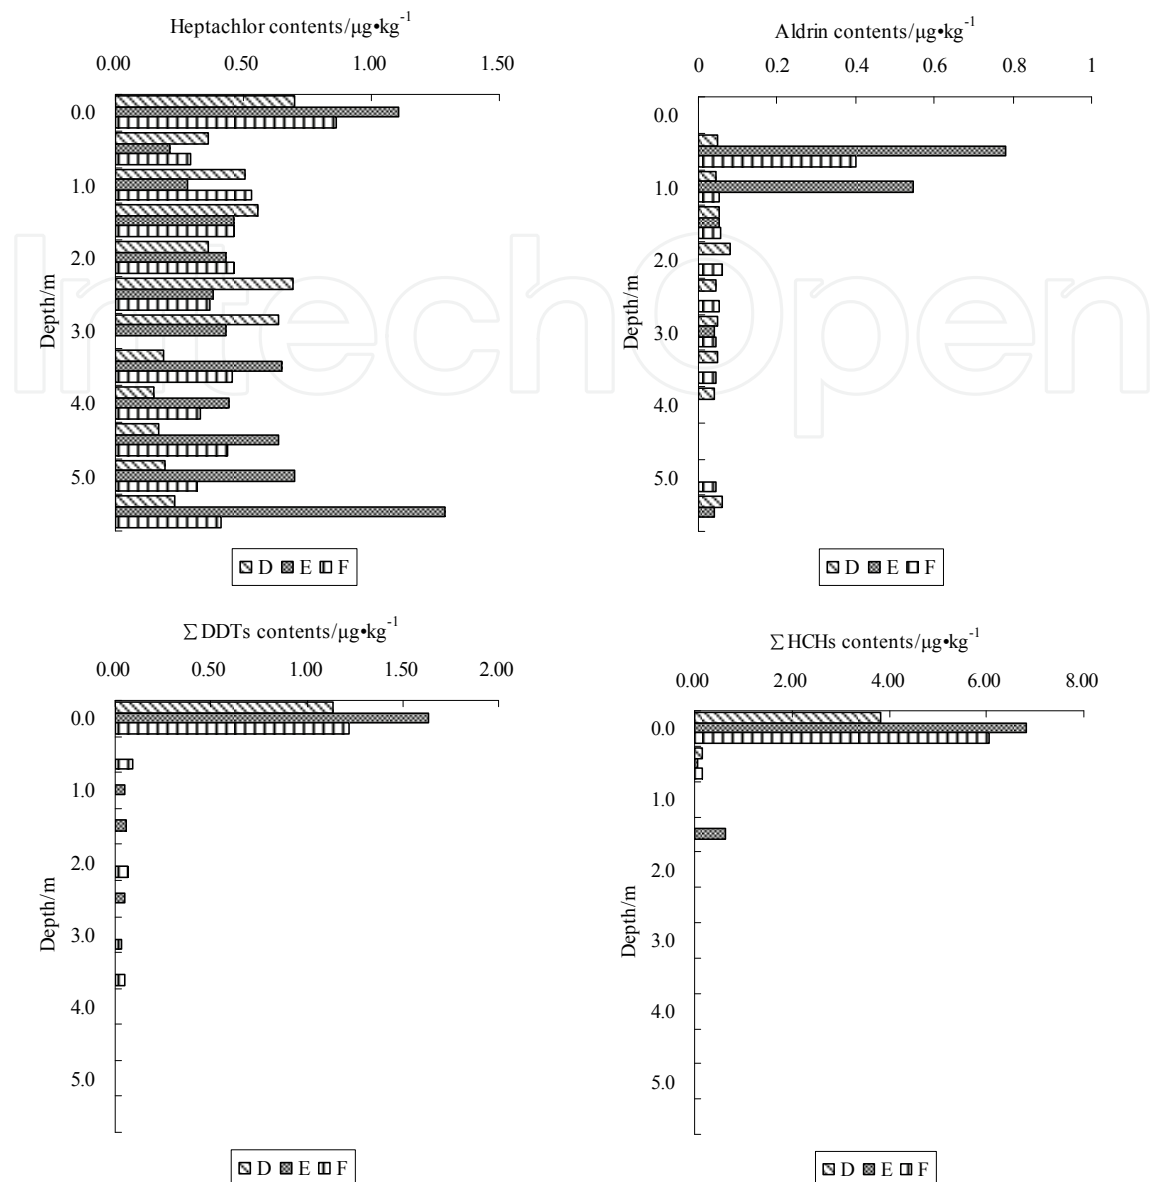 Heptachlor contents/μg•kg-1
0.00 0.50 1.00 1.50
0.0
1.0
2.0
3.0
4.0
5.0
Depth/m
D E F
Aldrin contents/μg•kg-1
0 0.2 0.4 0.6 0.8 1
0.0
1.0
2.0
3.0
4.0
5.0
Depth/m
D E F
∑DDTs contents/μg•kg-1
0.00 0.50 1.00 1.50 2.00
0.0
1.0
2.0
3.0
4.0
5.0
Depth/m
D E F
∑HCHs contents/μg•kg-1
0.00 2.00 4.00 6.00 8.00
0.0
1.0
2.0
3.0
4.0
5.0
Depth/m
D E F
IntechOpen